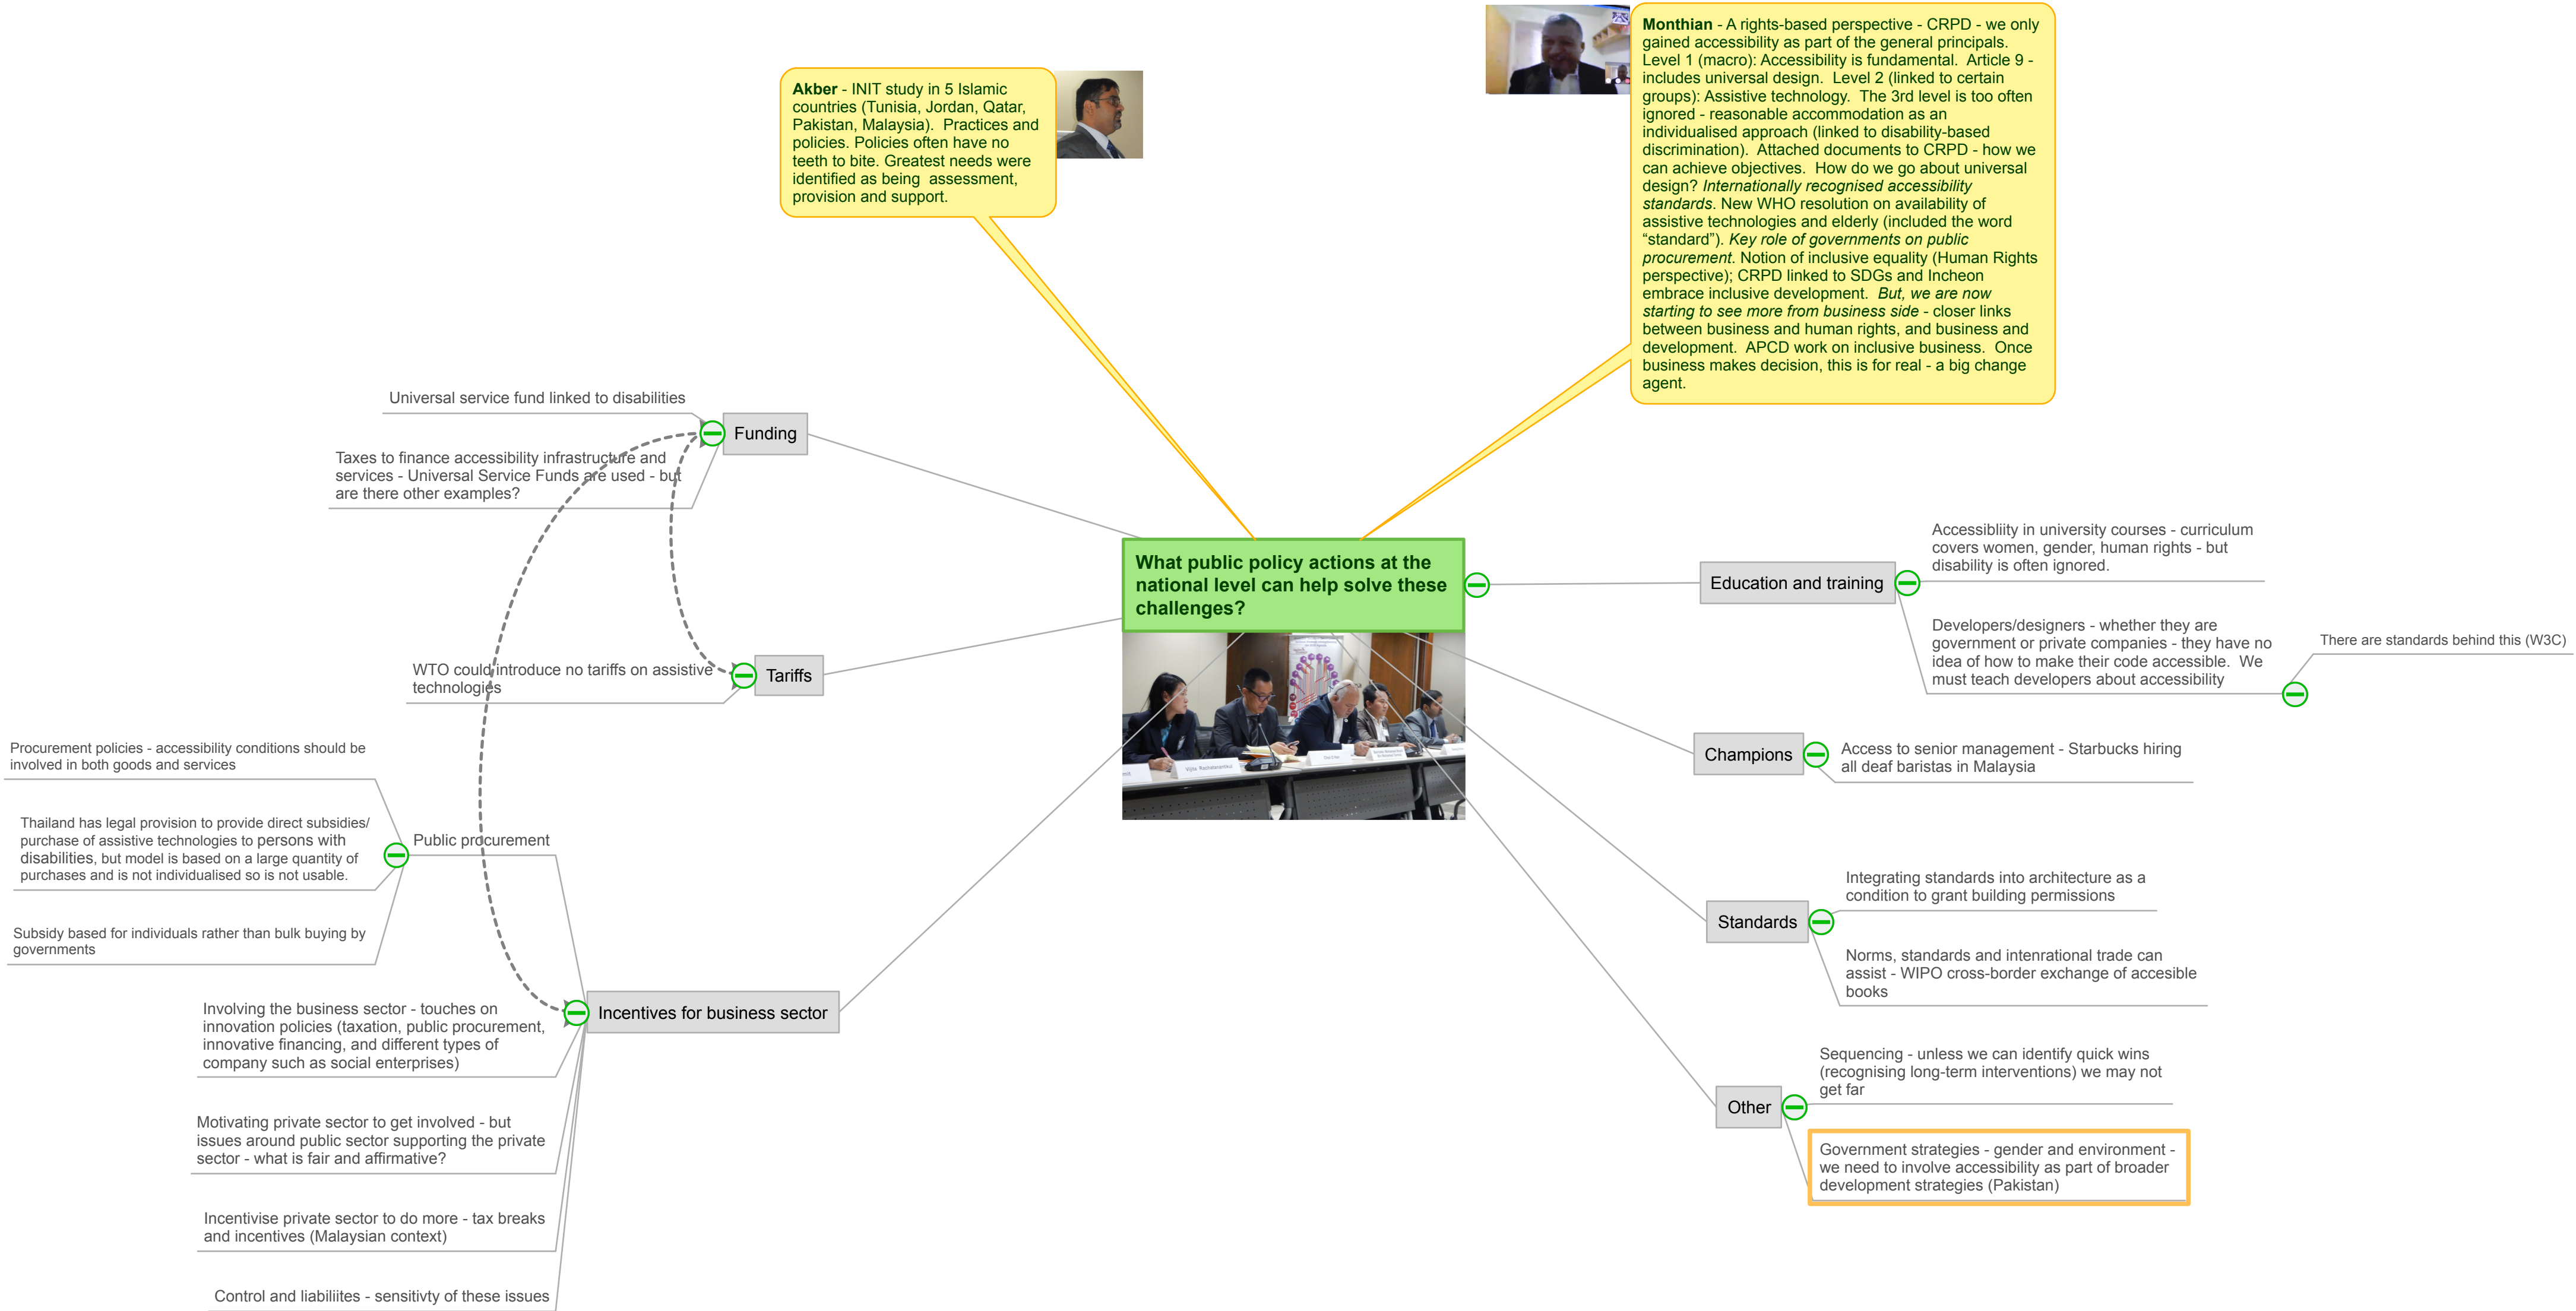 Akber - INIT study in 5 Islamic
countries (Tunisia, Jordan, Qatar,
Pakistan, Malaysia).  Practices and
policies. Policies often have no
teeth to bite. Greatest needs were
identified as being  assessment,
provision and support.
Monthian - A rights-based perspective - CRPD - we only
gained accessibility as part of the general principals.
Level 1 (macro): Accessibility is fundamental.  Article 9 -
includes universal design.  Level 2 (linked to certain
groups): Assistive technology.  The 3rd level is too often
ignored - reasonable accommodation as an
individualised approach (linked to disability-based
discrimination).  Attached documents to CRPD - how we
can achieve objectives.  How do we go about universal
design? Internationally recognised accessibility
standards. New WHO resolution on availability of
assistive technologies and elderly (included the word
“standard”). Key role of governments on public
procurement. Notion of inclusive equality (Human Rights
perspective); CRPD linked to SDGs and Incheon
embrace inclusive development.  But, we are now
starting to see more from business side - closer links
between business and human rights, and business and
development.  APCD work on inclusive business.  Once
business makes decision, this is for real - a big change
agent.
What public policy actions at the
national level can help solve these
challenges?
Funding
Universal service fund linked to disabilities
Taxes to finance accessibility infrastructure and
services - Universal Service Funds are used - but
are there other examples?
Tariffs
WTO could introduce no tariffs on assistive
technologies
Incentives for business sector
Public procurement
Procurement policies - accessibility conditions should be
involved in both goods and services
Thailand has legal provision to provide direct subsidies/
purchase of assistive technologies to persons with
disabilities, but model is based on a large quantity of
purchases and is not individualised so is not usable.
Subsidy based for individuals rather than bulk buying by
governments
Involving the business sector - touches on
innovation policies (taxation, public procurement,
innovative financing, and different types of
company such as social enterprises)
Motivating private sector to get involved - but
issues around public sector supporting the private
sector - what is fair and affirmative?
Incentivise private sector to do more - tax breaks
and incentives (Malaysian context)
Control and liabiliites - sensitivty of these issues
Education and training
Accessibliity in university courses - curriculum
covers women, gender, human rights - but
disability is often ignored.
Developers/designers - whether they are
government or private companies - they have no
idea of how to make their code accessible.  We
must teach developers about accessibility
There are standards behind this (W3C)
Champions
Access to senior management - Starbucks hiring
all deaf baristas in Malaysia
Standards
Integrating standards into architecture as a
condition to grant building permissions
Norms, standards and intenrational trade can
assist - WIPO cross-border exchange of accesible
books
Other
Sequencing - unless we can identify quick wins
(recognising long-term interventions) we may not
get far
Government strategies - gender and environment -
we need to involve accessibility as part of broader
development strategies (Pakistan)